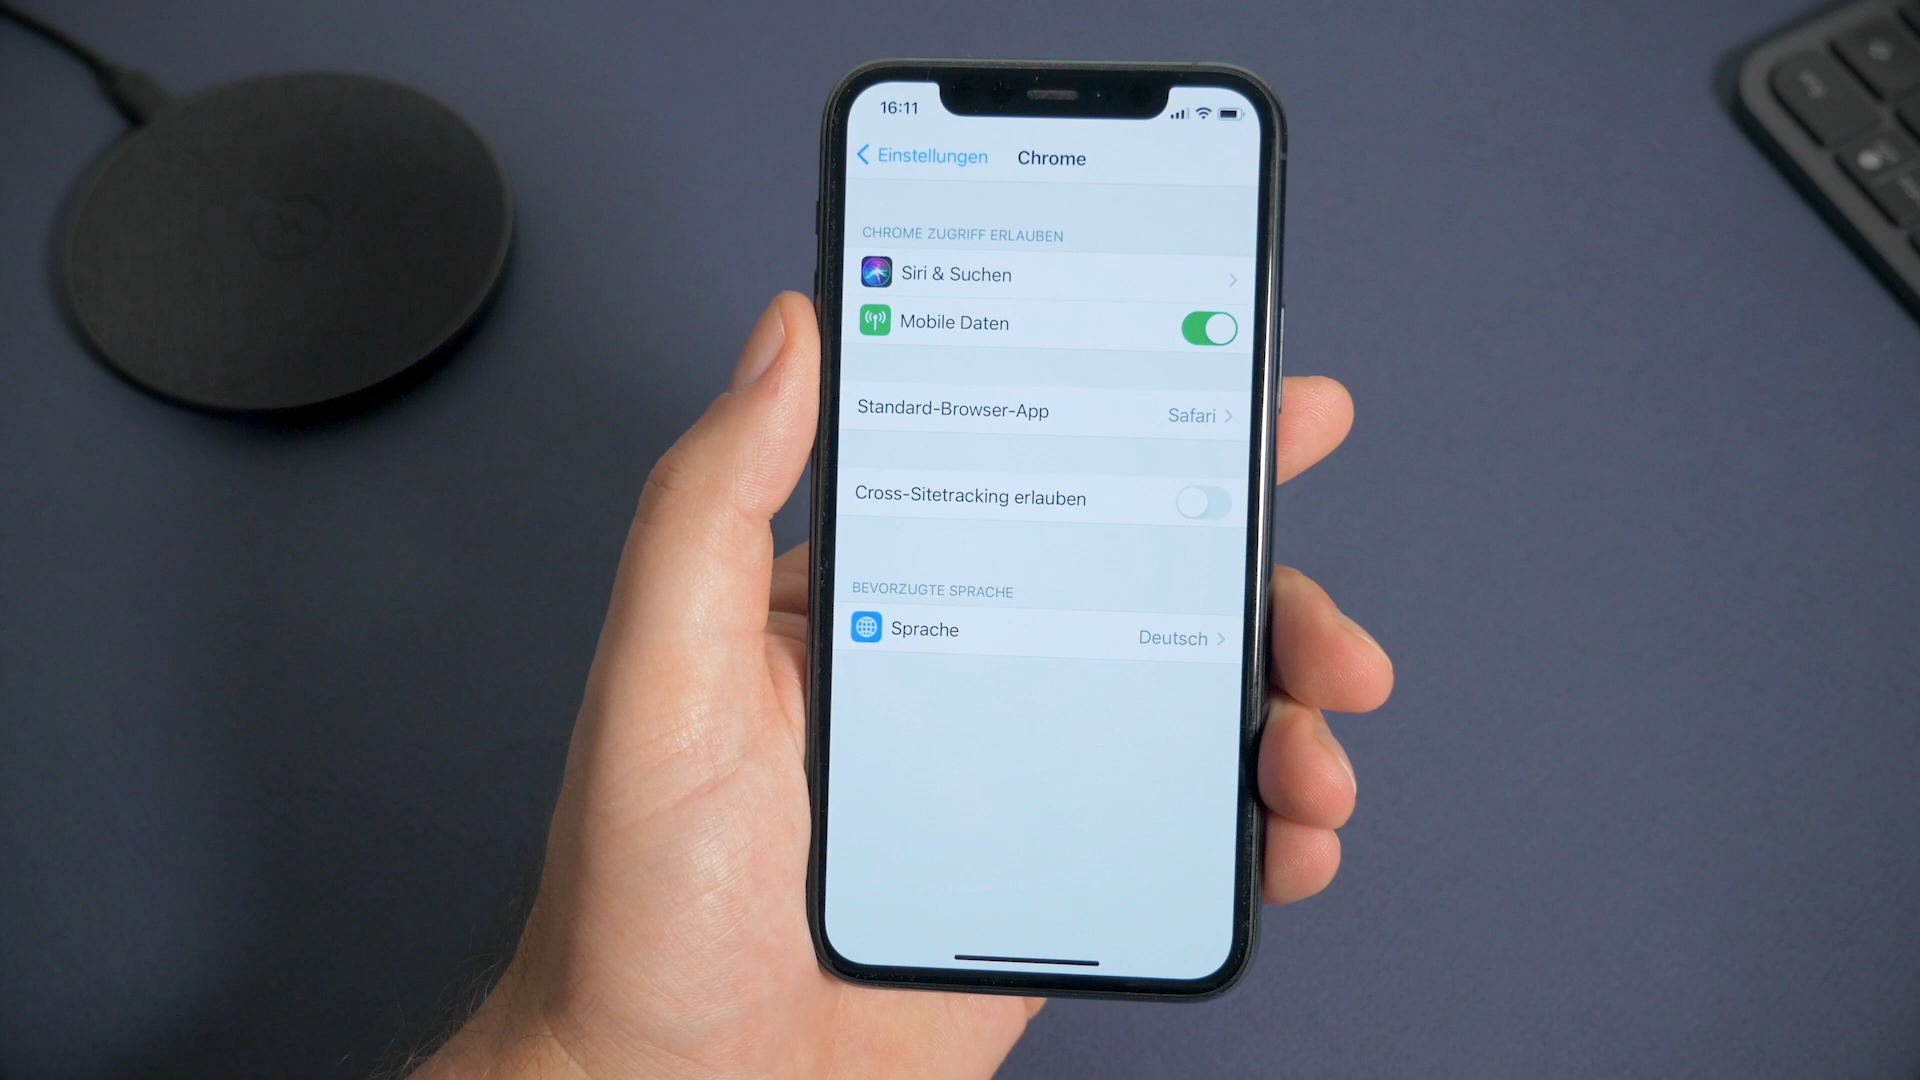 16:11
Einstellungen Chrome
CHROME ZUGRIFF ERLAUBEN
Siri & Suchen
Mobile Daten
Standard-Browser-App Safari
Cross-Sitetracking erlauben
BEVORZUGTE SPRACHE
Sprache Deutsch